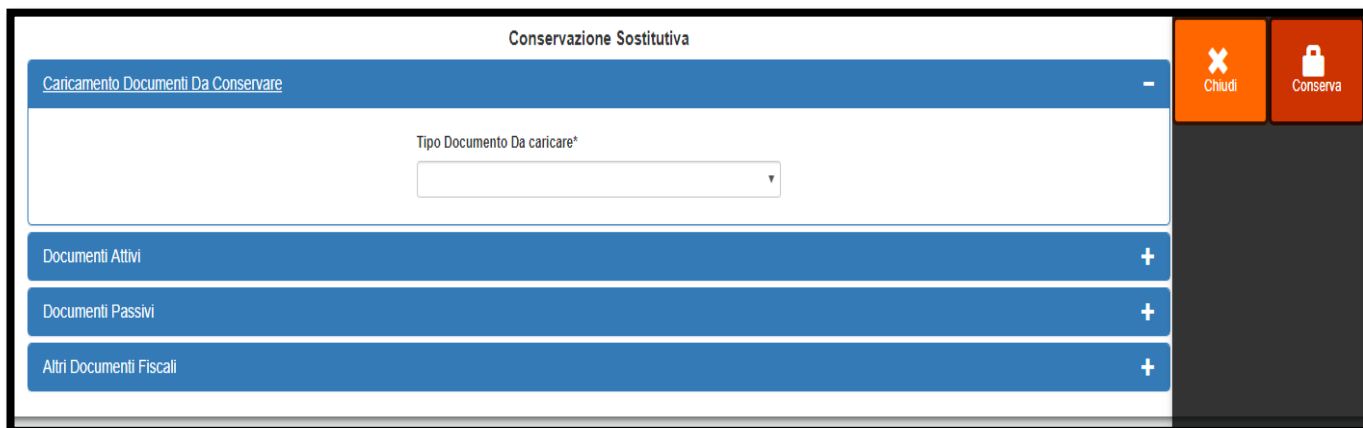 Conservazione Sostitutiva
Caricamento Documenti Da Conservare
Tipo Documento Da caricare*
Documenti Attivi
Documenti Passivi
Altri Documenti Fiscali
Chiudi
Conserva